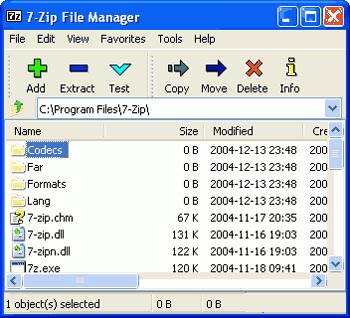 7z 7-Zip File Manager
File Edit View Favorites Tools Help
Add Extract Test Copy Move Delete Info
C:\Program Files\7-Zip\
Name Size Modified Cre
Codecs 0 B 2004-12-13 23:48 200
Far 0 B 2004-12-13 23:48 200
Formats 0 B 2004-12-13 23:48 200
Lang 0 B 2004-12-13 23:48 200
7-zip.chm 67 K 2004-11-17 20:35 200
7-zip.dll 131 K 2004-11-16 19:03 200
7-zipn.dll 122 K 2004-11-16 19:03 200
7z.exe 120 K 2004-11-18 09:41 200
1 object(s) selected 0 B 0 B